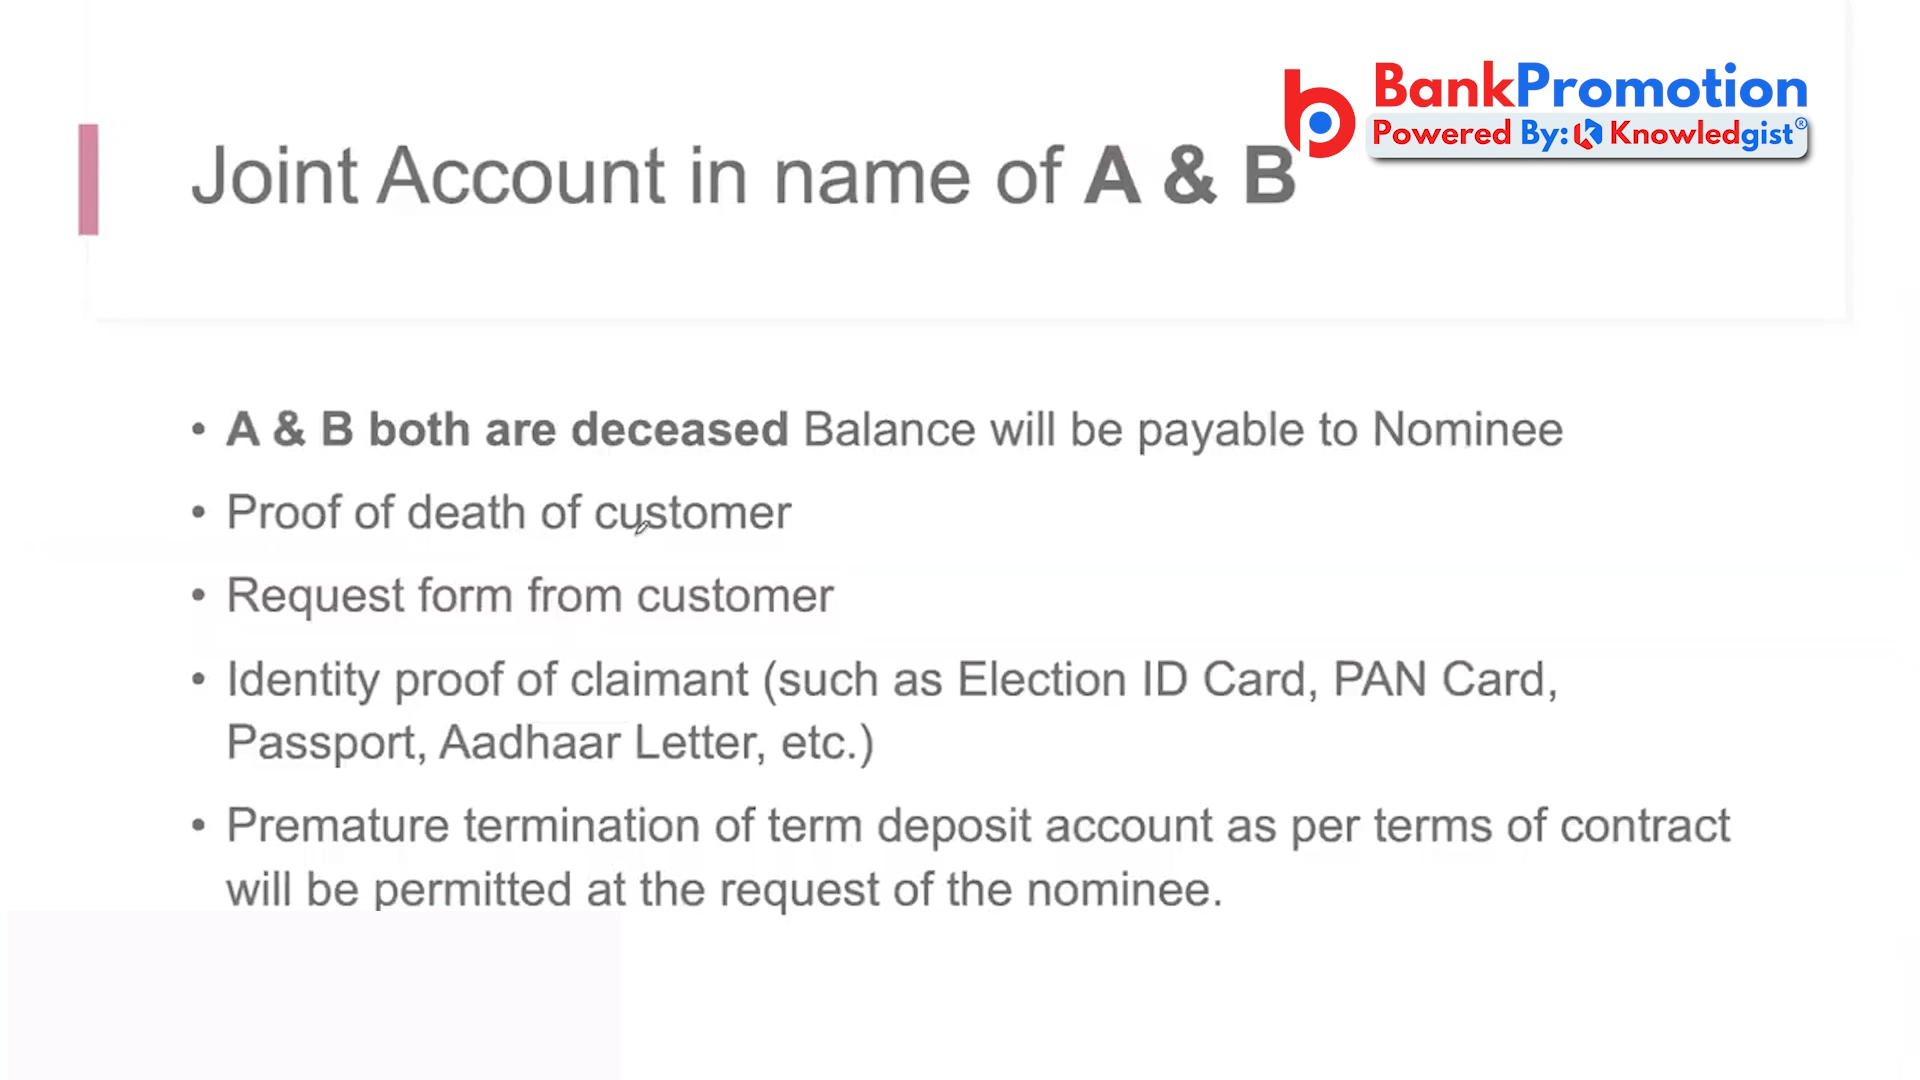 BankPromotion
Powered By: Knowledgist®
Joint Account in name of A & B
• A & B both are deceased Balance will be payable to Nominee
• Proof of death of customer
• Request form from customer
• Identity proof of claimant (such as Election ID Card, PAN Card,
Passport, Aadhaar Letter, etc.)
• Premature termination of term deposit account as per terms of contract
will be permitted at the request of the nominee.